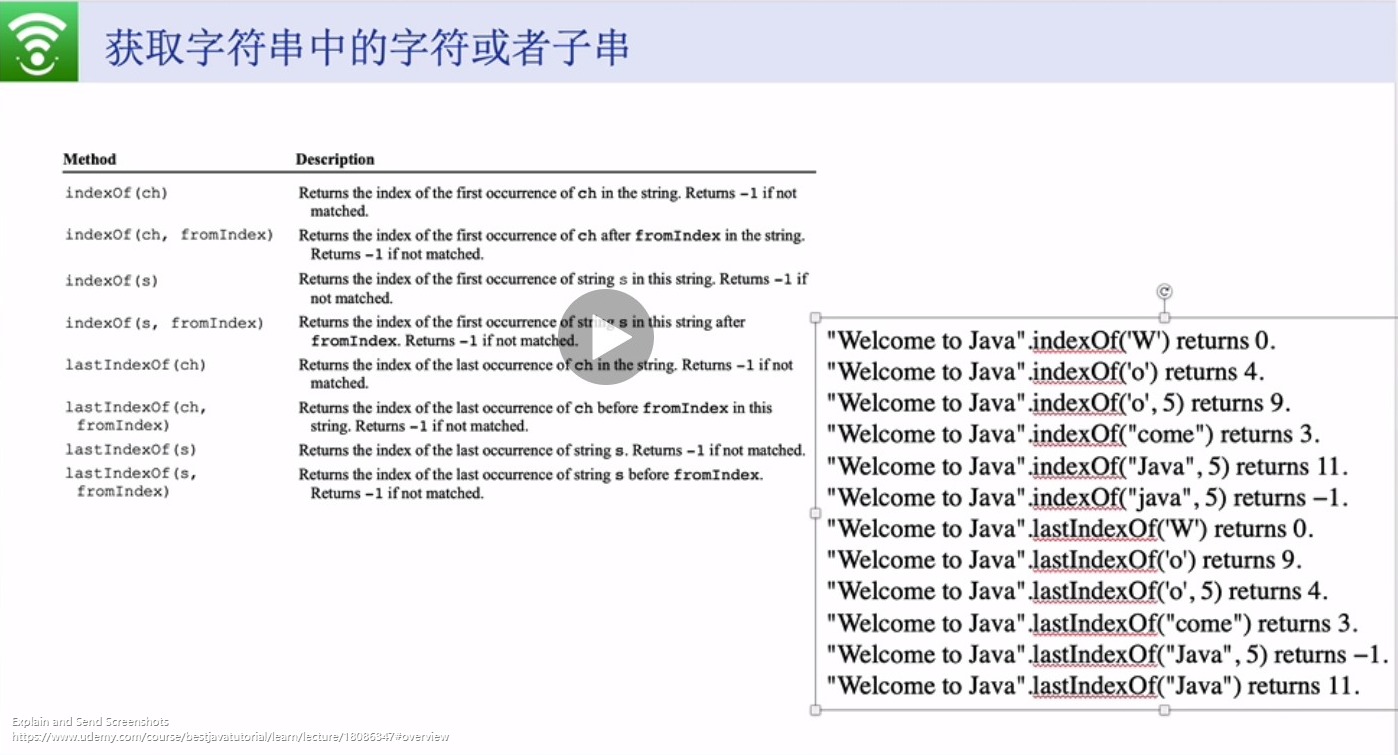 获取字符串中的字符或者子串
Method Description
indexOf(ch) Returns the index of the first occurrence of ch in the string. Returns −1 if not
matched.
indexOf(ch, fromIndex) Returns the index of the first occurrence of ch after fromIndex in the string.
Returns −1 if not matched.
indexOf(s) Returns the index of the first occurrence of string s in this string. Returns −1 if
not matched.
indexOf(s, fromIndex) Returns the index of the first occurrence of string s in this string after
fromIndex. Returns −1 if not matched.
lastIndexOf(ch) Returns the index of the last occurrence of ch in the string. Returns −1 if not
matched.
lastIndexOf(ch, Returns the index of the last occurrence of ch before fromIndex in this
fromIndex) string. Returns −1 if not matched.
lastIndexOf(s) Returns the index of the last occurrence of string s. Returns −1 if not matched.
lastIndexOf(s, Returns the index of the last occurrence of string s before fromIndex.
fromIndex) Returns −1 if not matched.
"Welcome to Java".indexOf('W') returns 0.
"Welcome to Java".indexOf('o') returns 4.
"Welcome to Java".indexOf('o', 5) returns 9.
"Welcome to Java".indexOf("come") returns 3.
"Welcome to Java".indexOf("Java", 5) returns 11.
"Welcome to Java".indexOf("java", 5) returns −1.
"Welcome to Java".lastIndexOf('W') returns 0.
"Welcome to Java".lastIndexOf('o') returns 9.
"Welcome to Java".lastIndexOf('o', 5) returns 4.
"Welcome to Java".lastIndexOf("come") returns 3.
"Welcome to Java".lastIndexOf("Java", 5) returns −1.
"Welcome to Java".lastIndexOf("Java") returns 11.
Explain and Send Screenshots
https://www.udemy.com/course/bestjavatutorial/learn/lecture/18086347#overview